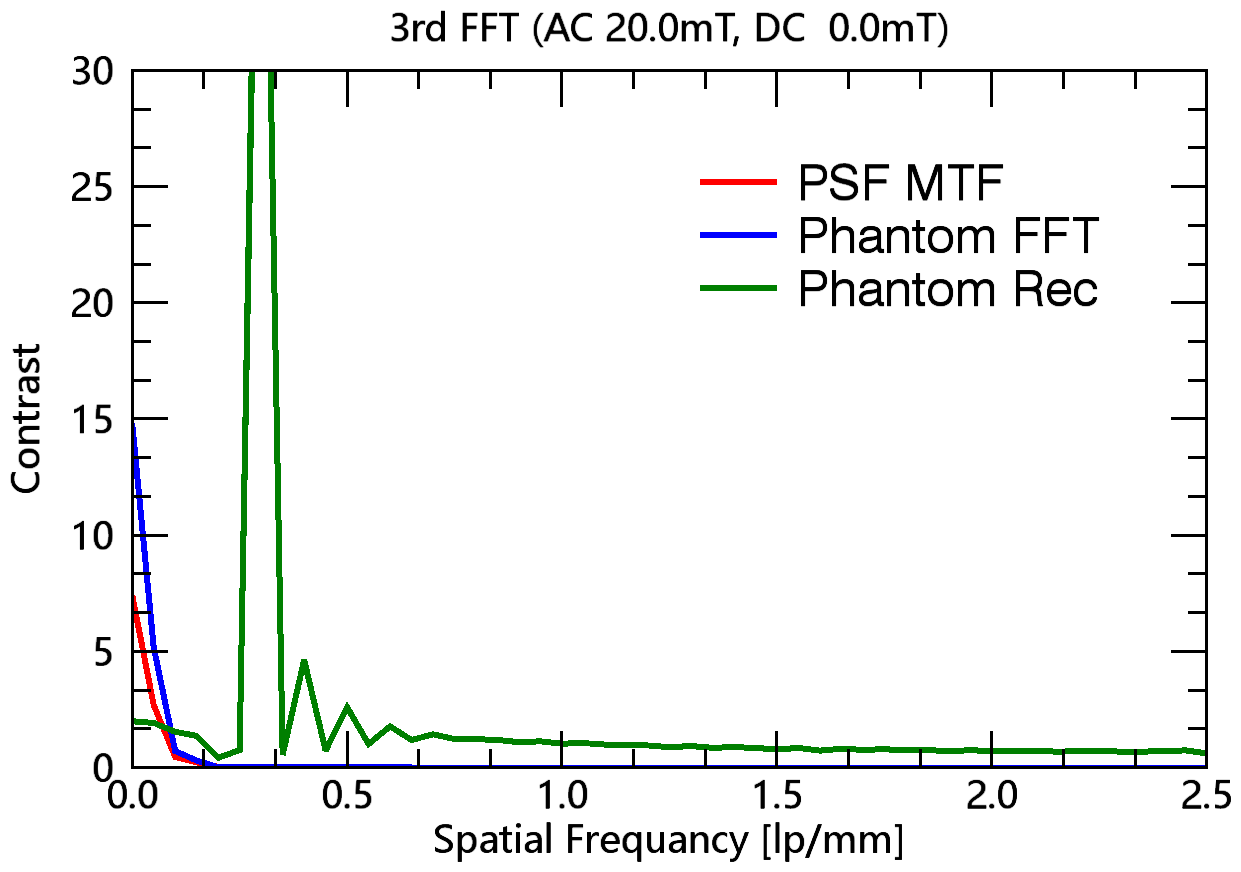 3rd FFT (AC 20.0mT, DC  0.0mT)
30
25
20
15
10
5
0
Contrast
PSF MTF
Phantom FFT
Phantom Rec
0.0 0.5 1.0 1.5 2.0 2.5
Spatial Frequancy [lp/mm]